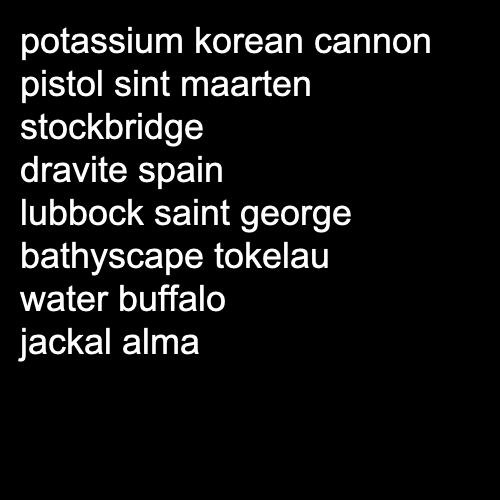 potassium korean cannon
pistol sint maarten
stockbridge
dravite spain
lubbock saint george
bathyscape tokelau
water buffalo
jackal alma